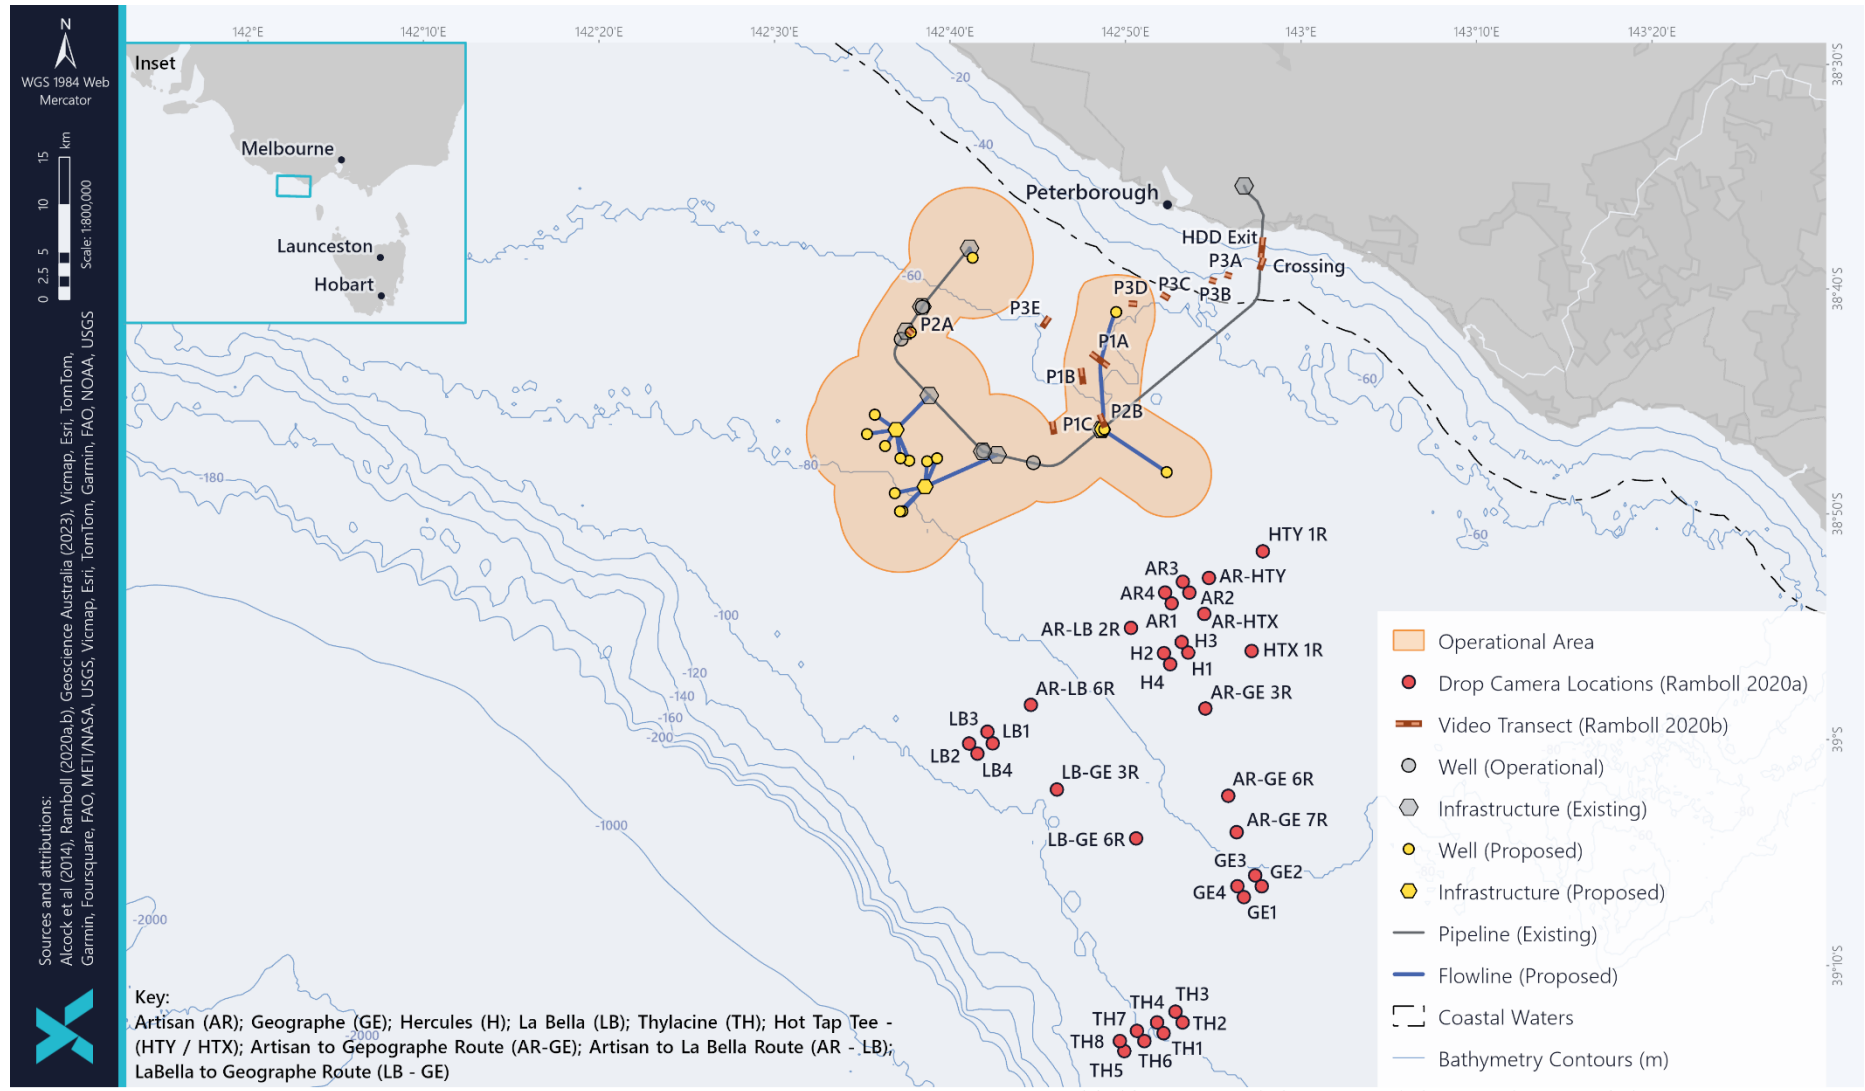 N
WGS 1984 Web
Mercator
0 2.5 5 10 15 km
Scale: 1:800,000
Sources and attributions:
Alcock et al (2014), Ramboll (2020a,b), Geoscience Australia (2023), Vicmap, Esri, TomTom,
Garmin, Foursquare, FAO, METI/NASA, USGS, Vicmap, Esri, TomTom, Garmin, FAO, NOAA, USGS
142°E
142°10'E
142°20'E
142°30'E
142°40'E
142°50'E
143°E
143°10'E
143°20'E
38°30'S
38°40'S
38°50'S
39°S
39°10'S
Inset
Melbourne
Launceston
Hobart
-20
-40
Peterborough
HDD Exit
P3A
Crossing
-60
P3D
P3C
P3B
P3E
P2A
P1A
P1B
-60
P2B
P1C
-80
-180
-60
HTY 1R
AR3
AR-HTY
AR4
AR2
AR1
AR-HTX
-100
AR-LB 2R
H3
H2
HTX 1R
H1
H4
-120
-140
-160
-200
AR-LB 6R
AR-GE 3R
LB3
LB1
LB2
LB4
LB-GE 3R
AR-GE 6R
-1000
AR-GE 7R
LB-GE 6R
GE3
GE2
GE4
GE1
-2000
-2000
TH3
TH4
TH7
TH2
TH8
TH1
TH6
TH5
Key:
Artisan (AR); Geographe (GE); Hercules (H); La Bella (LB); Thylacine (TH); Hot Tap Tee -
(HTY / HTX); Artisan to Gepographe Route (AR-GE); Artisan to La Bella Route (AR - LB);
LaBella to Geographe Route (LB - GE)
Operational Area
Drop Camera Locations (Ramboll 2020a)
Video Transect (Ramboll 2020b)
Well (Operational)
Infrastructure (Existing)
Well (Proposed)
Infrastructure (Proposed)
Pipeline (Existing)
Flowline (Proposed)
Coastal Waters
Bathymetry Contours (m)